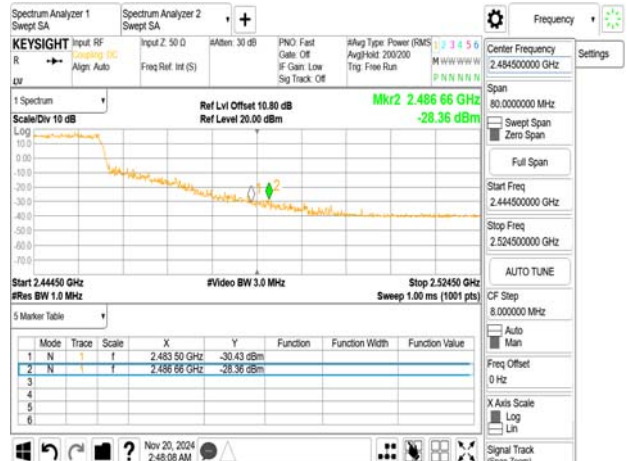 Spectrum Analyzer 1
Swept SA
Spectrum Analyzer 2
Swept SA
+
Frequency
KEYSIGHT
R
Input: RF
Coupling: DC
Align: Auto
Input Z: 50 Ω
Freq Ref: Int (S)
#Atten: 30 dB
PNO: Fast
Gate: Off
IF Gain: Low
Sig Track: Off
#Avg Type: Power (RMS
Avg|Hold: 200/200
Trig: Free Run
1 2 3 4 5 6
M W W W W W
P N N N N N
1 Spectrum
Scale/Div 10 dB
Ref Lvl Offset 10.80 dB
Ref Level 20.00 dBm
Mkr2 2.486 66 GHz
-28.36 dBm
Log
10.0
0.00
-10.0
-20.0
-30.0
-40.0
-50.0
-60.0
-70.0
1
2
Start 2.44450 GHz
#Res BW 1.0 MHz
#Video BW 3.0 MHz
Stop 2.52450 GHz
Sweep 1.00 ms (1001 pts)
5 Marker Table
Mode Trace Scale X Y Function Function Width Function Value
1 N 1 f 2.483 50 GHz -30.43 dBm
2 N 1 f 2.486 66 GHz -28.36 dBm
3
4
5
6
?
Nov 20, 2024
2:48:08 AM
Center Frequency
2.484500000 GHz
Settings
Span
80.0000000 MHz
Swept Span
Zero Span
Full Span
Start Freq
2.444500000 GHz
Stop Freq
2.524500000 GHz
AUTO TUNE
CF Step
8.000000 MHz
Auto
Man
Freq Offset
0 Hz
X Axis Scale
Log
Lin
Signal Track